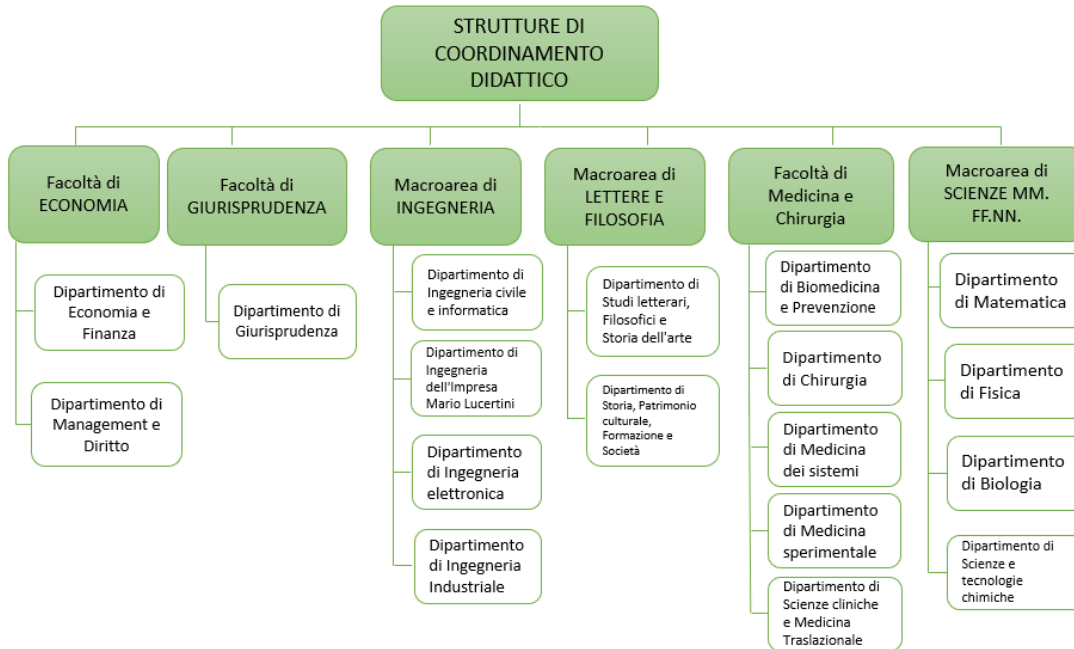 STRUTTURE DI
COORDINAMENTO
DIDATTICO
Facoltà di
ECONOMIA
Dipartimento di
Economia e
Finanza
Dipartimento di
Management e
Diritto
Facoltà di
GIURISPRUDENZA
Dipartimento di
Giurisprudenza
Macroarea di
INGEGNERIA
Dipartimento di
Ingegneria civile
e informatica
Dipartimento di
Ingegneria
dell'Impresa
Mario Lucertini
Dipartimento
di Ingegneria
elettronica
Dipartimento
di Ingegneria
Industriale
Macroarea di
LETTERE E
FILOSOFIA
Dipartimento di
Studi letterari,
Filosofici e
Storia dell'arte
Dipartimento di
Storia, Patrimonio
culturale,
Formazione e
Società
Facoltà di
Medicina e
Chirurgia
Dipartimento
di Biomedicina
e Prevenzione
Dipartimento
di Chirurgia
Dipartimento
di Medicina
dei sistemi
Dipartimento
di Medicina
sperimentale
Dipartimento di
Scienze cliniche
e Medicina
Traslazionale
Macroarea di
SCIENZE MM.
FF.NN.
Dipartimento
di Matematica
Dipartimento
di Fisica
Dipartimento
di Biologia
Dipartimento di
Scienze e
tecnologie
chimiche